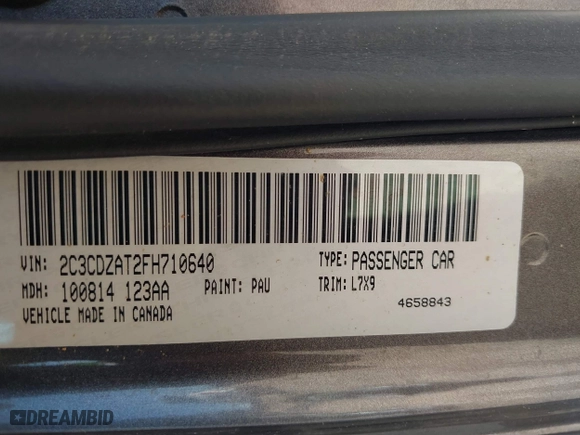 VIN: 2C3CDZAT2FH710640 TYPE: PASSENGER CAR
MDH: 100814 123AA PAINT: PAU TRIM: L7X9
VEHICLE MADE IN CANADA 4658843
DREAMBID